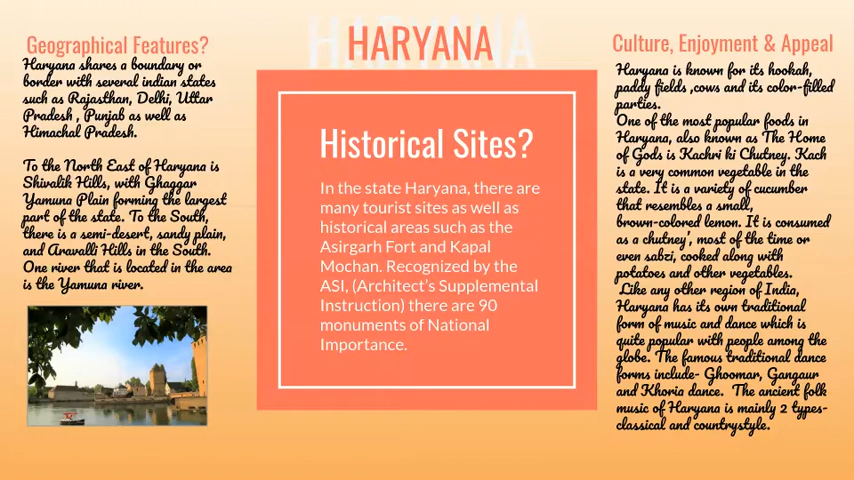 HARYANA
Geographical Features?
Haryana shares a boundary or
border with several indian states
such as Rajasthan, Delhi, Uttar
Pradesh , Punjab as well as
Himachal Pradesh.
To the North East of Haryana is
Shivalik Hills, with Ghaggar
Yamuna Plain forming the largest
part of the state. To the South,
there is a semi-desert, sandy plain,
and Aravalli Hills in the South.
One river that is located in the area
is the Yamuna river.
Historical Sites?
In the state Haryana, there are
many tourist sites as well as
historical areas such as the
Asirgarh Fort and Kapal
Mochan. Recognized by the
ASI, (Architect's Supplemental
Instruction) there are 90
monuments of National
Importance.
Culture, Enjoyment & Appeal
Haryana is known for its hookah,
paddy fields ,cows and its color-filled
parties.
One of the most popular foods in
Haryana, also known as The Home
of Gods is Kachri ki Chutney. Kach
is a very common vegetable in the
state. It is a variety of cucumber
that resembles a small,
brown-colored lemon. It is consumed
as a chutney', most of the time or
even sabzi, cooked along with
potatoes and other vegetables.
Like any other region of India,
Haryana has its own traditional
form of music and dance which is
quite popular with people among the
globe. The famous traditional dance
forms include- Ghoomar, Gangaur
and Khoria dance. The ancient folk
music of Haryana is mainly 2 types-
classical and countrystyle.